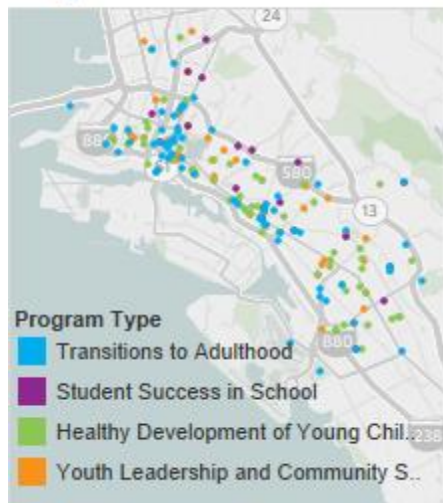 24
880
580
13
Program Type
Transitions to Adulthood
Student Success in School
880
Healthy Development of Young Chil..
238
Youth Leadership and Community S..